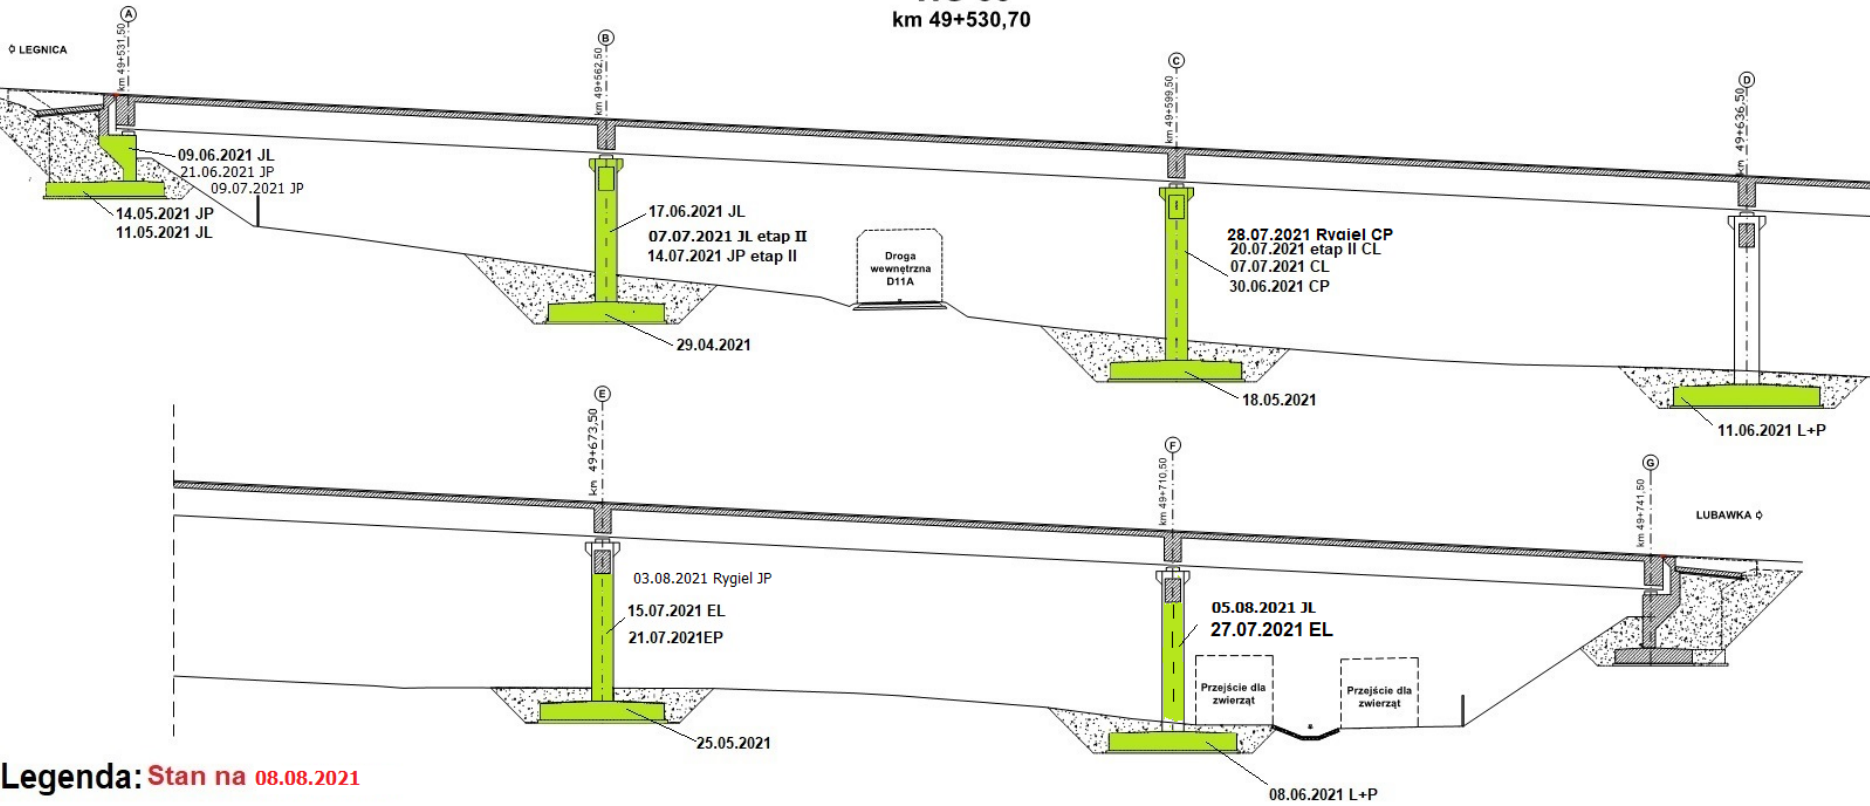 km 49+530,70
LEGNICA
A
km 49+531,50
B
km 49+562,50
C
km 49+599,50
D
km 49+636,50
09.06.2021 JL
21.06.2021 JP
09.07.2021 JP
14.05.2021 JP
11.05.2021 JL
17.06.2021 JL
07.07.2021 JL etap II
14.07.2021 JP etap II
29.04.2021
Droga
wewnętrzna
D11A
28.07.2021 Rygiel CP
20.07.2021 etap II CL
07.07.2021 CL
30.06.2021 CP
18.05.2021
11.06.2021 L+P
E
km 49+673,50
F
km 49+710,50
G
km 49+741,50
LUBAWKA
03.08.2021 Rygiel JP
15.07.2021 EL
21.07.2021EP
25.05.2021
05.08.2021 JL
27.07.2021 EL
Przejście dla
zwierząt
Przejście dla
zwierząt
08.06.2021 L+P
Legenda: Stan na 08.08.2021